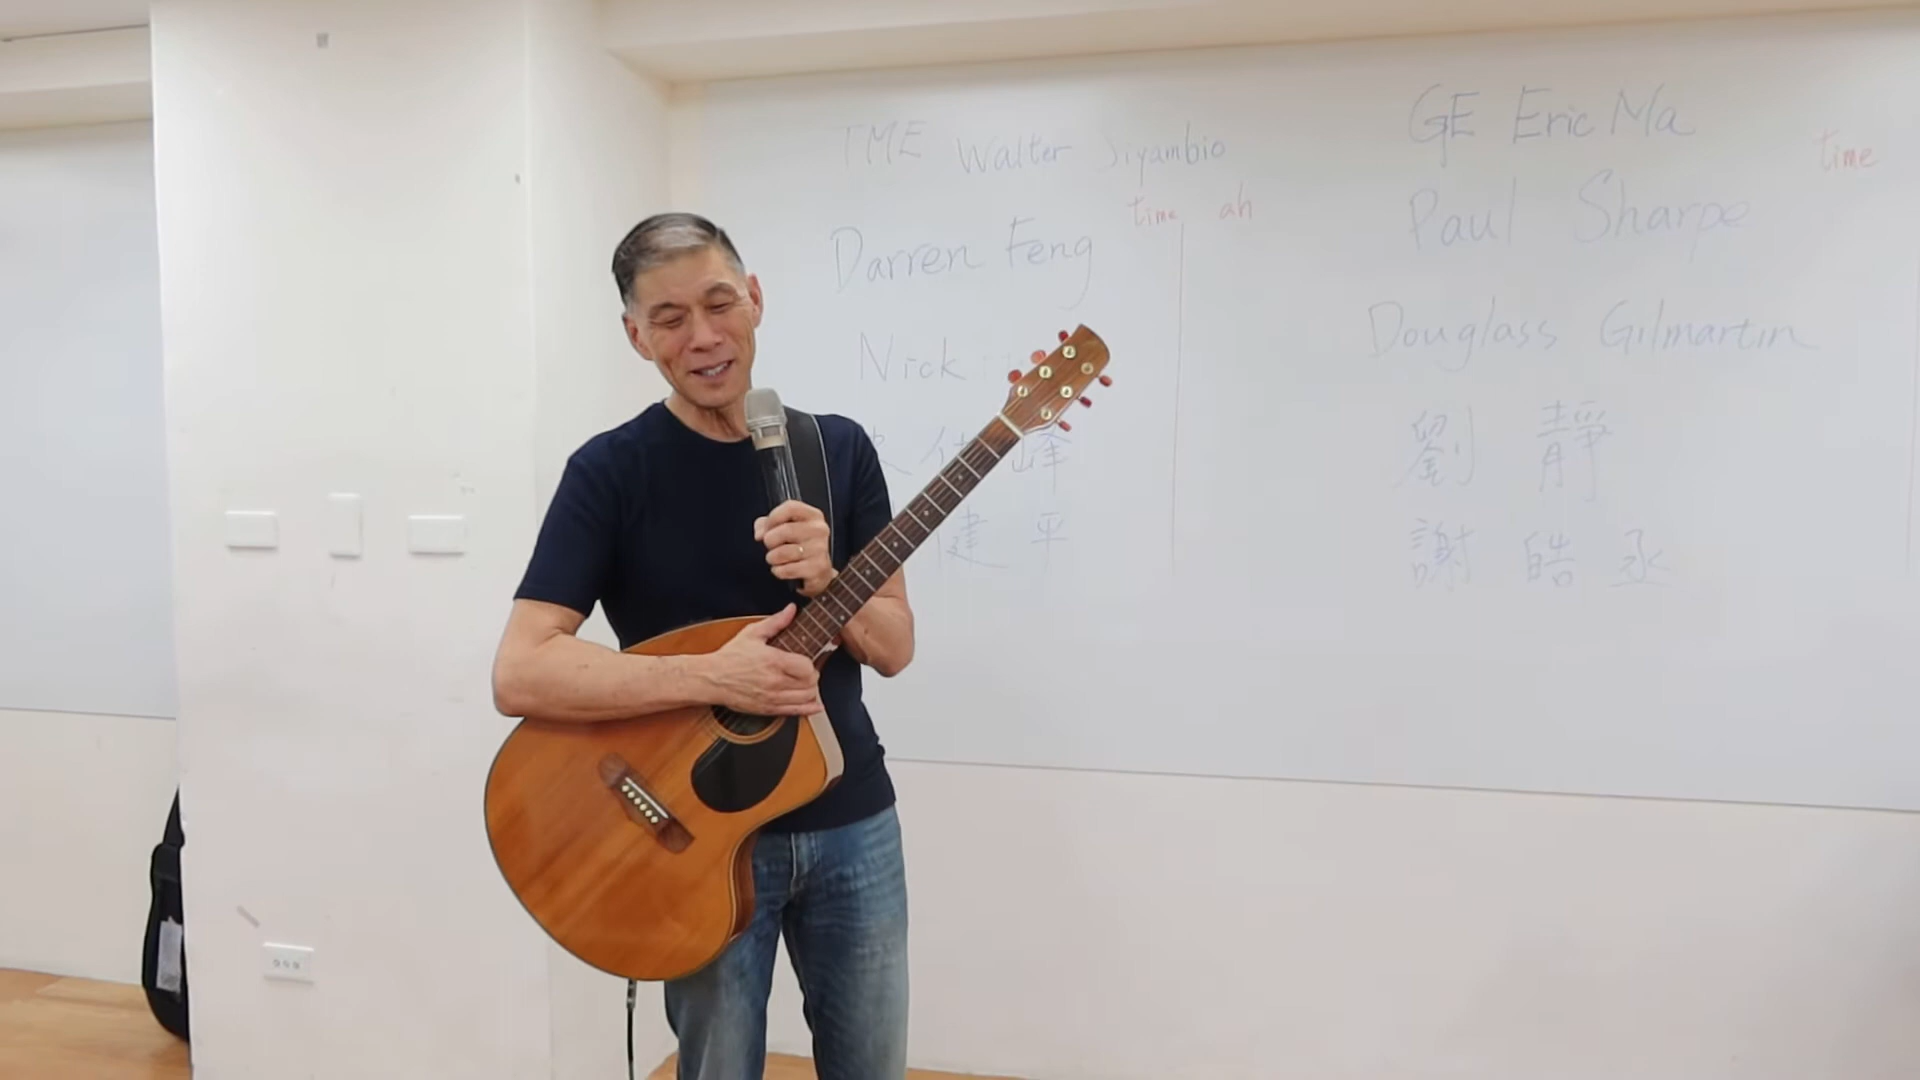 TME Walter Siyambio
time ah
Darren Feng
Nick
峰
建 平
GE Eric Ma
time
Paul Sharpe
Douglass Gilmartin
劉 靜
謝 皓 丞